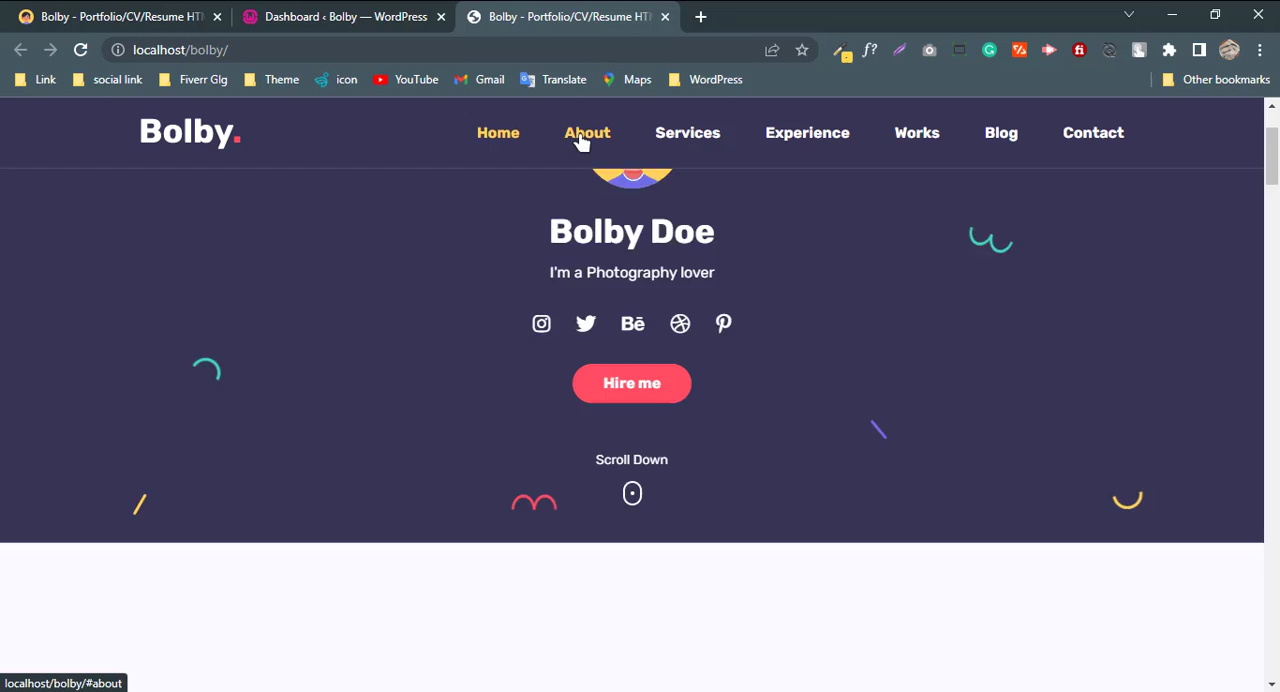 Bolby - Portfolio/CV/Resume HT
Dashboard ‹ Bolby — WordPress
Bolby - Portfolio/CV/Resume HT
localhost/bolby/
Link
social link
Fiverr Glg
Theme
icon
YouTube
Gmail
Translate
Maps
WordPress
Other bookmarks
Bolby.
Home
About
Services
Experience
Works
Blog
Contact
Bolby Doe
I'm a Photography lover
Hire me
Scroll Down
localhost/bolby/#about